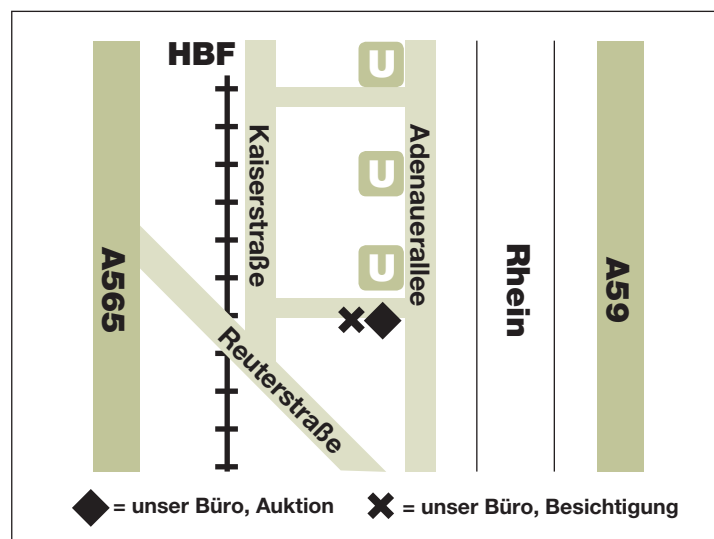 HBF
U
U
U
Kaiserstraße
Adenauerallee
A565
Rhein
A59
Reuterstraße
= unser Büro, Auktion
= unser Büro, Besichtigung